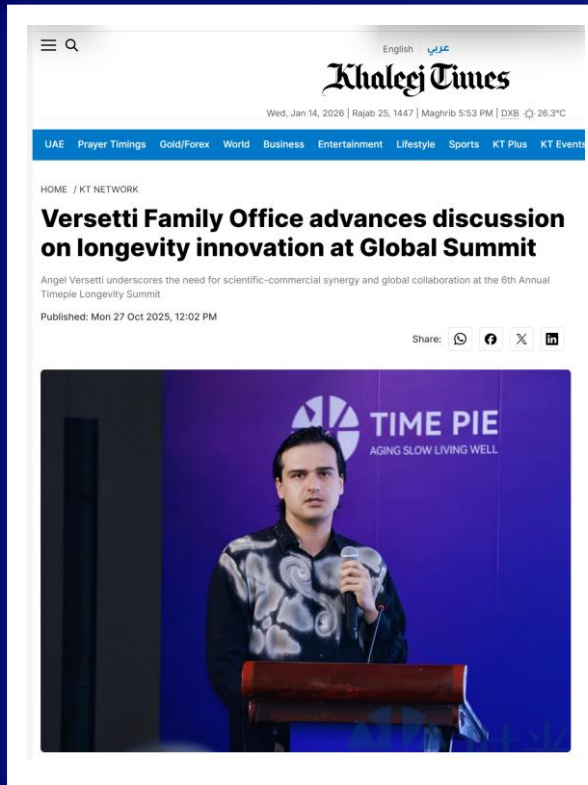 English عربي
Khaleej Times
Wed, Jan 14, 2026 | Rajab 25, 1447 | Maghrib 5:53 PM | DXB 26.3°C
UAE Prayer Timings Gold/Forex World Business Entertainment Lifestyle Sports KT Plus KT Events
HOME / KT NETWORK
Versetti Family Office advances discussion
on longevity innovation at Global Summit
Angel Versetti underscores the need for scientific-commercial synergy and global collaboration at the 6th Annual
Timepie Longevity Summit
Published: Mon 27 Oct 2025, 12:02 PM
Share:
TIME PIE
AGING SLOW LIVING WELL